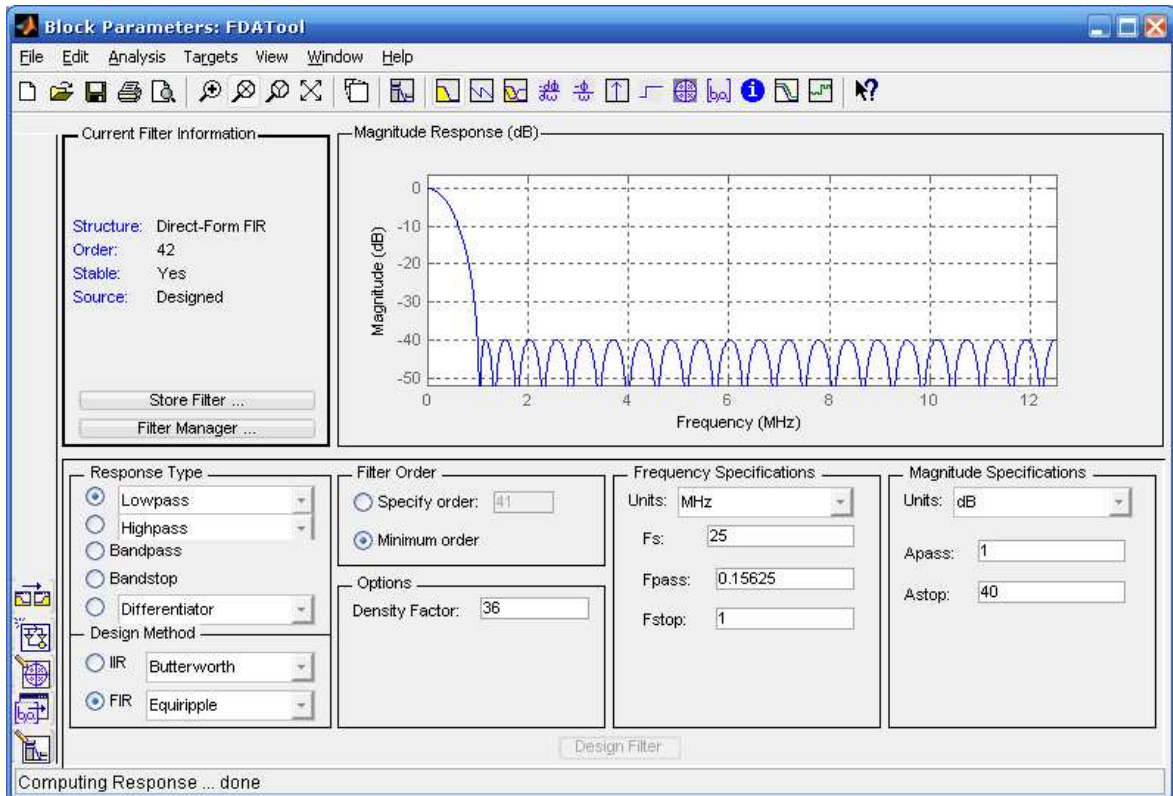 Block Parameters: FDATool
File Edit Analysis Targets View Window Help
Current Filter Information
Structure: Direct-Form FIR
Order: 42
Stable: Yes
Source: Designed
Store Filter ...
Filter Manager ...
Magnitude Response (dB)
Magnitude (dB)
0
-10
-20
-30
-40
-50
0 2 4 6 8 10 12
Frequency (MHz)
Response Type
Lowpass
Highpass
Bandpass
Bandstop
Differentiator
Design Method
IIR Butterworth
FIR Equiripple
Filter Order
Specify order: 41
Minimum order
Options
Density Factor: 36
Frequency Specifications
Units: MHz
Fs: 25
Fpass: 0.15625
Fstop: 1
Magnitude Specifications
Units: dB
Apass: 1
Astop: 40
Design Filter
Computing Response ... done